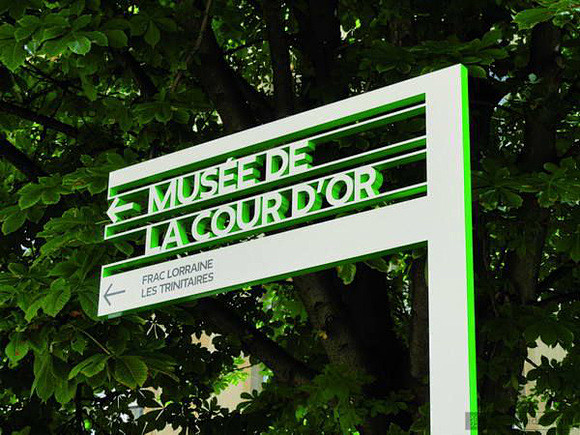 MUSÉE DE
LA COUR D'OR
FRAC LORRAINE
LES TRINITAIRES